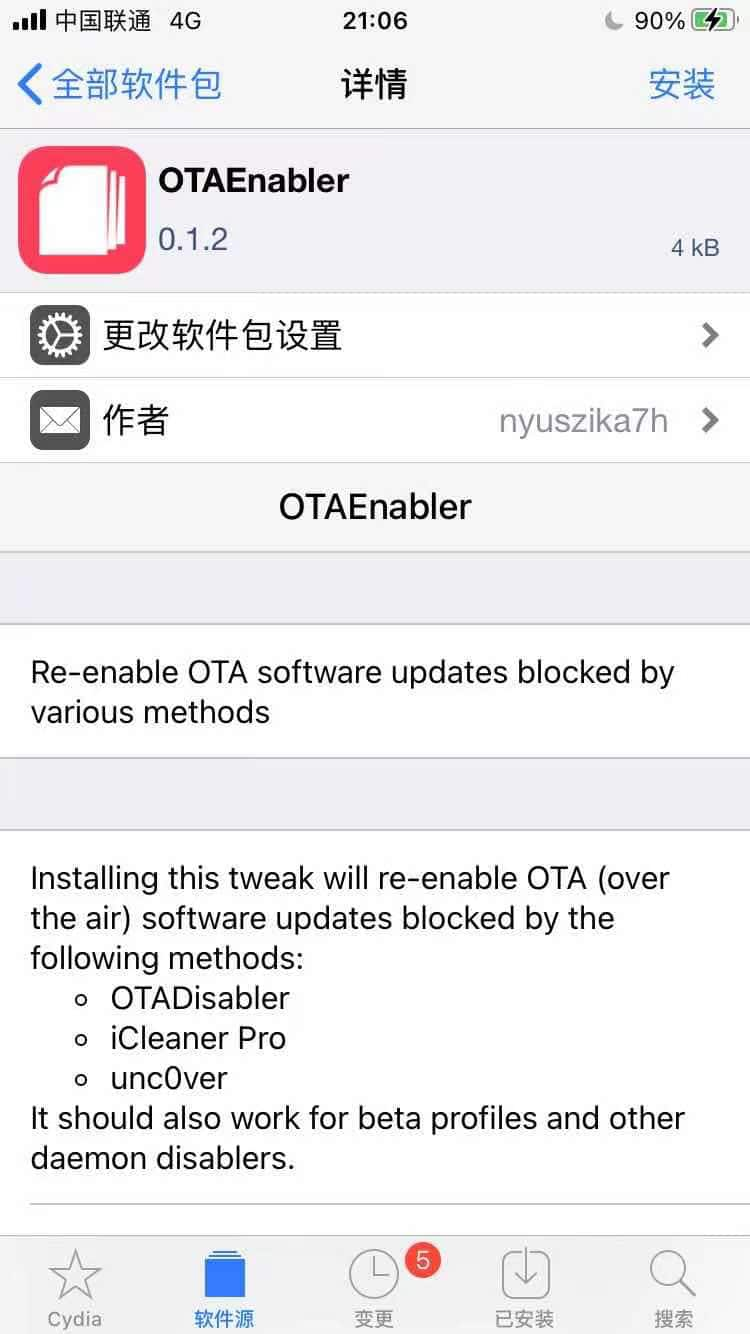 中国联通 4G 21:06 90%
全部软件包 详情 安装
OTAEnabler
0.1.2
4 kB
更改软件包设置
作者 nyuszika7h
OTAEnabler
Re-enable OTA software updates blocked by
various methods
Installing this tweak will re-enable OTA (over
the air) software updates blocked by the
following methods:
OTADisabler
iCleaner Pro
unc0ver
It should also work for beta profiles and other
daemon disablers.
5
Cydia 软件源 变更 已安装 搜索